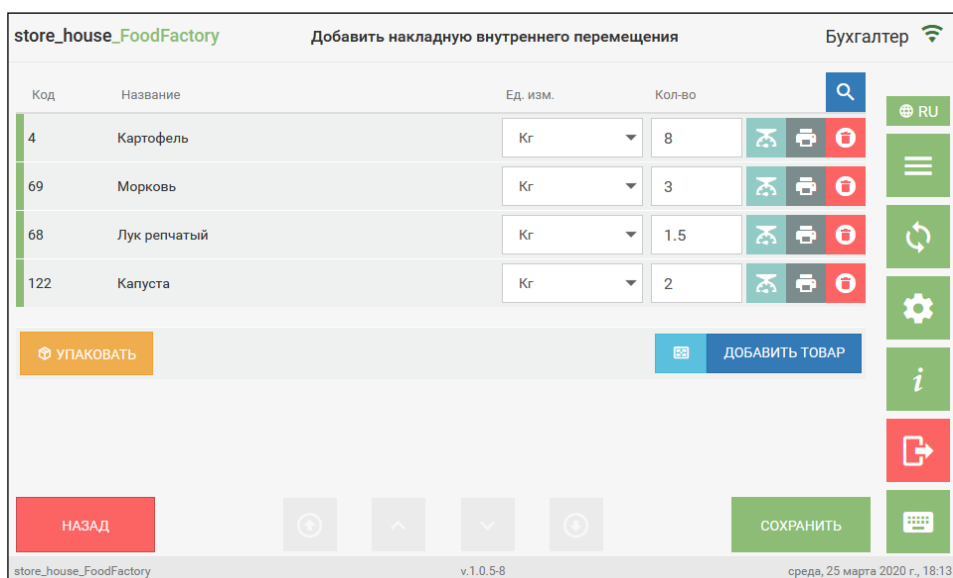 store_house_FoodFactory Добавить накладную внутреннего перемещения Бухгалтер
Код Название Ед. изм. Кол-во
RU
4 Картофель Кг 8
69 Морковь Кг 3
68 Лук репчатый Кг 1.5
122 Капуста Кг 2
УПАКОВАТЬ ДОБАВИТЬ ТОВАР
i
НАЗАД СОХРАНИТЬ
store_house_FoodFactory v.1.0.5-8 среда, 25 марта 2020 г., 18:13